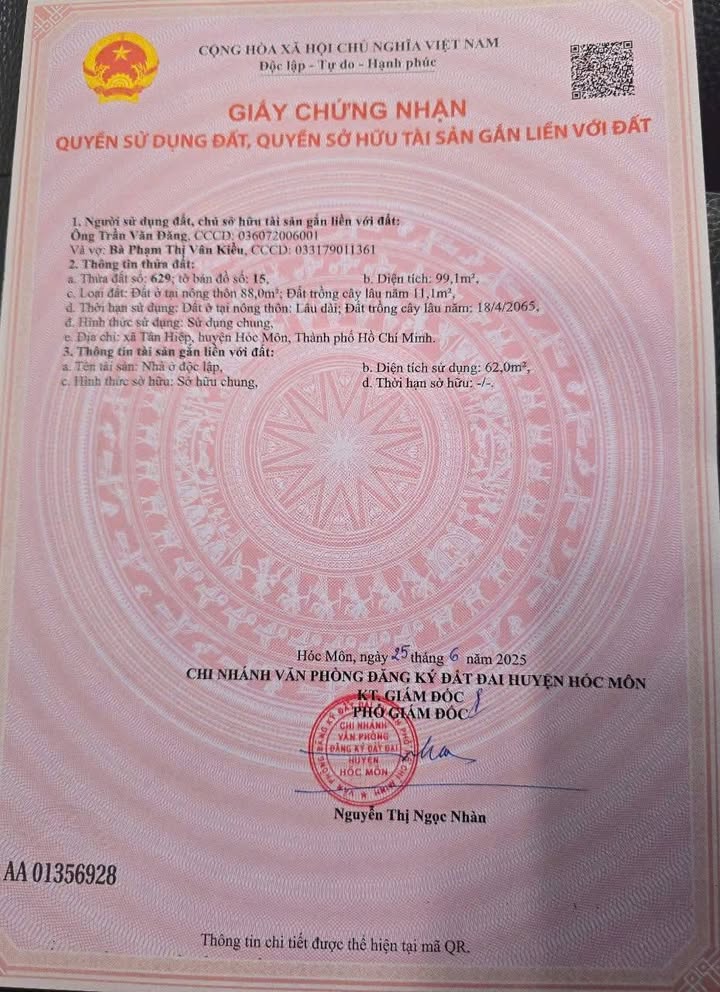 CỘNG HÒA XÃ HỘI CHỦ NGHĨA VIỆT NAM
Độc lập - Tự do - Hạnh phúc
GIẤY CHỨNG NHẬN
QUYỀN SỬ DỤNG ĐẤT, QUYỀN SỞ HỮU TÀI SẢN GẮN LIỀN VỚI ĐẤT
1. Người sử dụng đất, chủ sở hữu tài sản gắn liền với đất:
Ông Trần Văn Đăng, CCCD: 036072006001
Và vợ: Bà Phạm Thị Vân Kiều, CCCD: 033179011361
2. Thông tin thửa đất:
a. Thửa đất số: 629; tờ bản đồ số: 15, b. Diện tích: 99,1m²,
c. Loại đất: Đất ở tại nông thôn 88,0m²; Đất trồng cây lâu năm 11,1m²,
d. Thời hạn sử dụng: Đất ở tại nông thôn: Lâu dài; Đất trồng cây lâu năm: 18/4/2065,
đ. Hình thức sử dụng: Sử dụng chung,
e. Địa chỉ: xã Tân Hiệp, huyện Hóc Môn, Thành phố Hồ Chí Minh.
3. Thông tin tài sản gắn liền với đất:
a. Tên tài sản: Nhà ở độc lập, b. Diện tích sử dụng: 62,0m²,
c. Hình thức sở hữu: Sở hữu chung, d. Thời hạn sở hữu: -/-.
Hóc Môn, ngày 25 tháng 6 năm 2025
CHI NHÁNH VĂN PHÒNG ĐĂNG KÝ ĐẤT ĐAI HUYỆN HÓC MÔN
KT. GIÁM ĐỐC
PHÓ GIÁM ĐỐC
CHI NHÁNH
VĂN PHÒNG
ĐĂNG KÝ ĐẤT ĐAI
HUYỆN
HÓC MÔN
Nguyễn Thị Ngọc Nhàn
AA 01356928
Thông tin chi tiết được thể hiện tại mã QR.